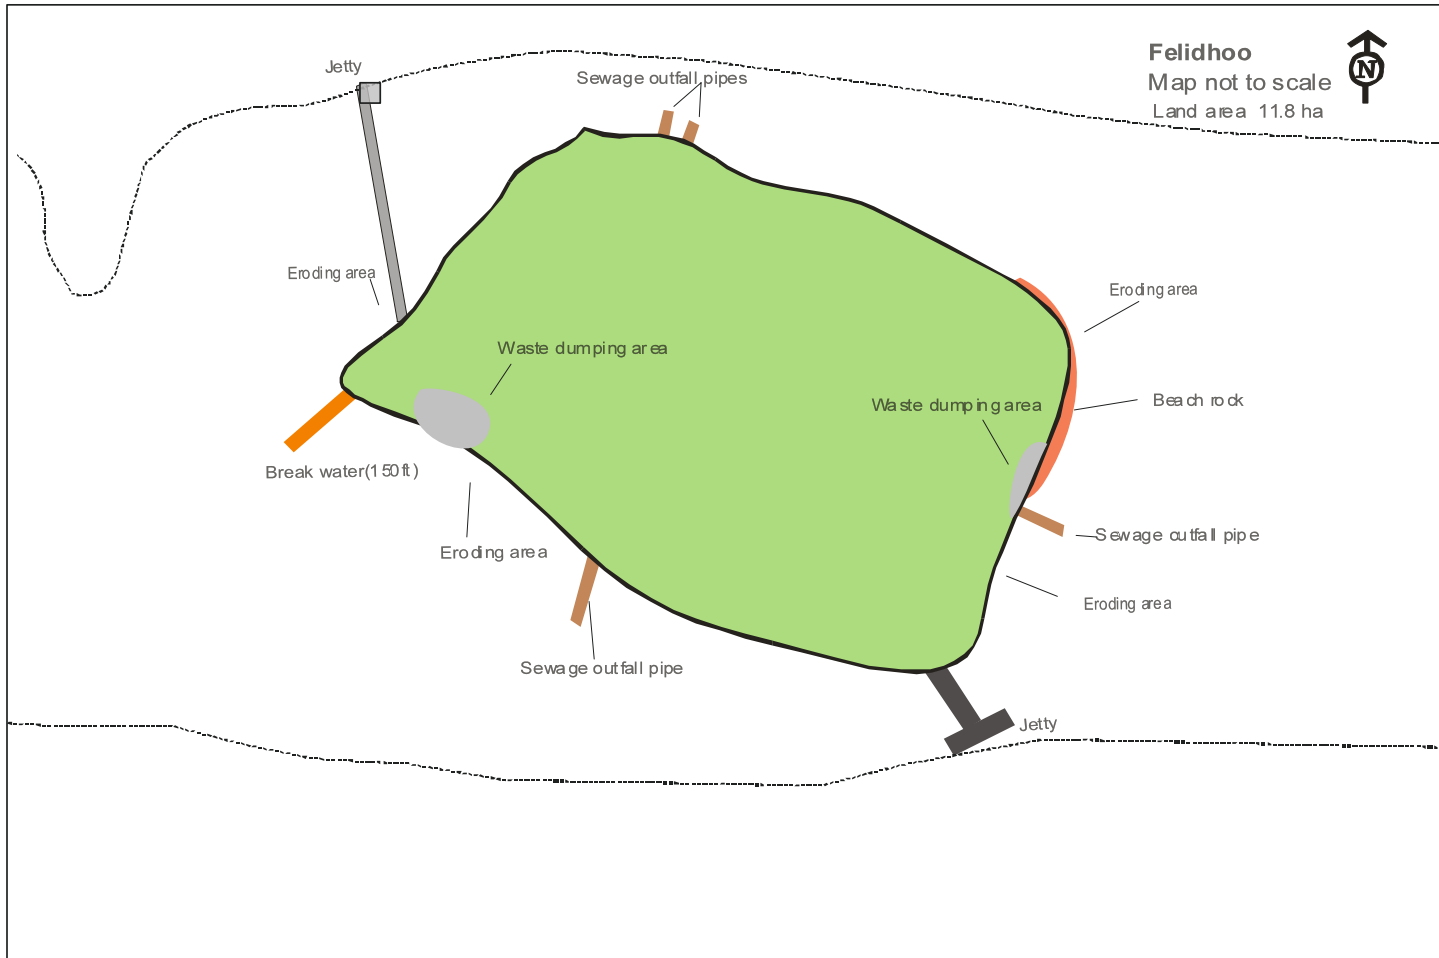 Felidhoo
N
Map not to scale
Land area 11.8 ha
Jetty
Sewage outfall pipes
Eroding area
Eroding area
Waste dumping area
Waste dumping area
Beach rock
Break water(150ft)
Sewage outfall pipe
Eroding area
Eroding area
Sewage outfall pipe
Jetty